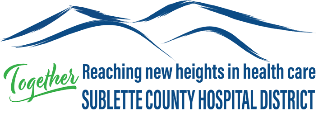 Together Reaching new heights in health care
SUBLETTE COUNTY HOSPITAL DISTRICT